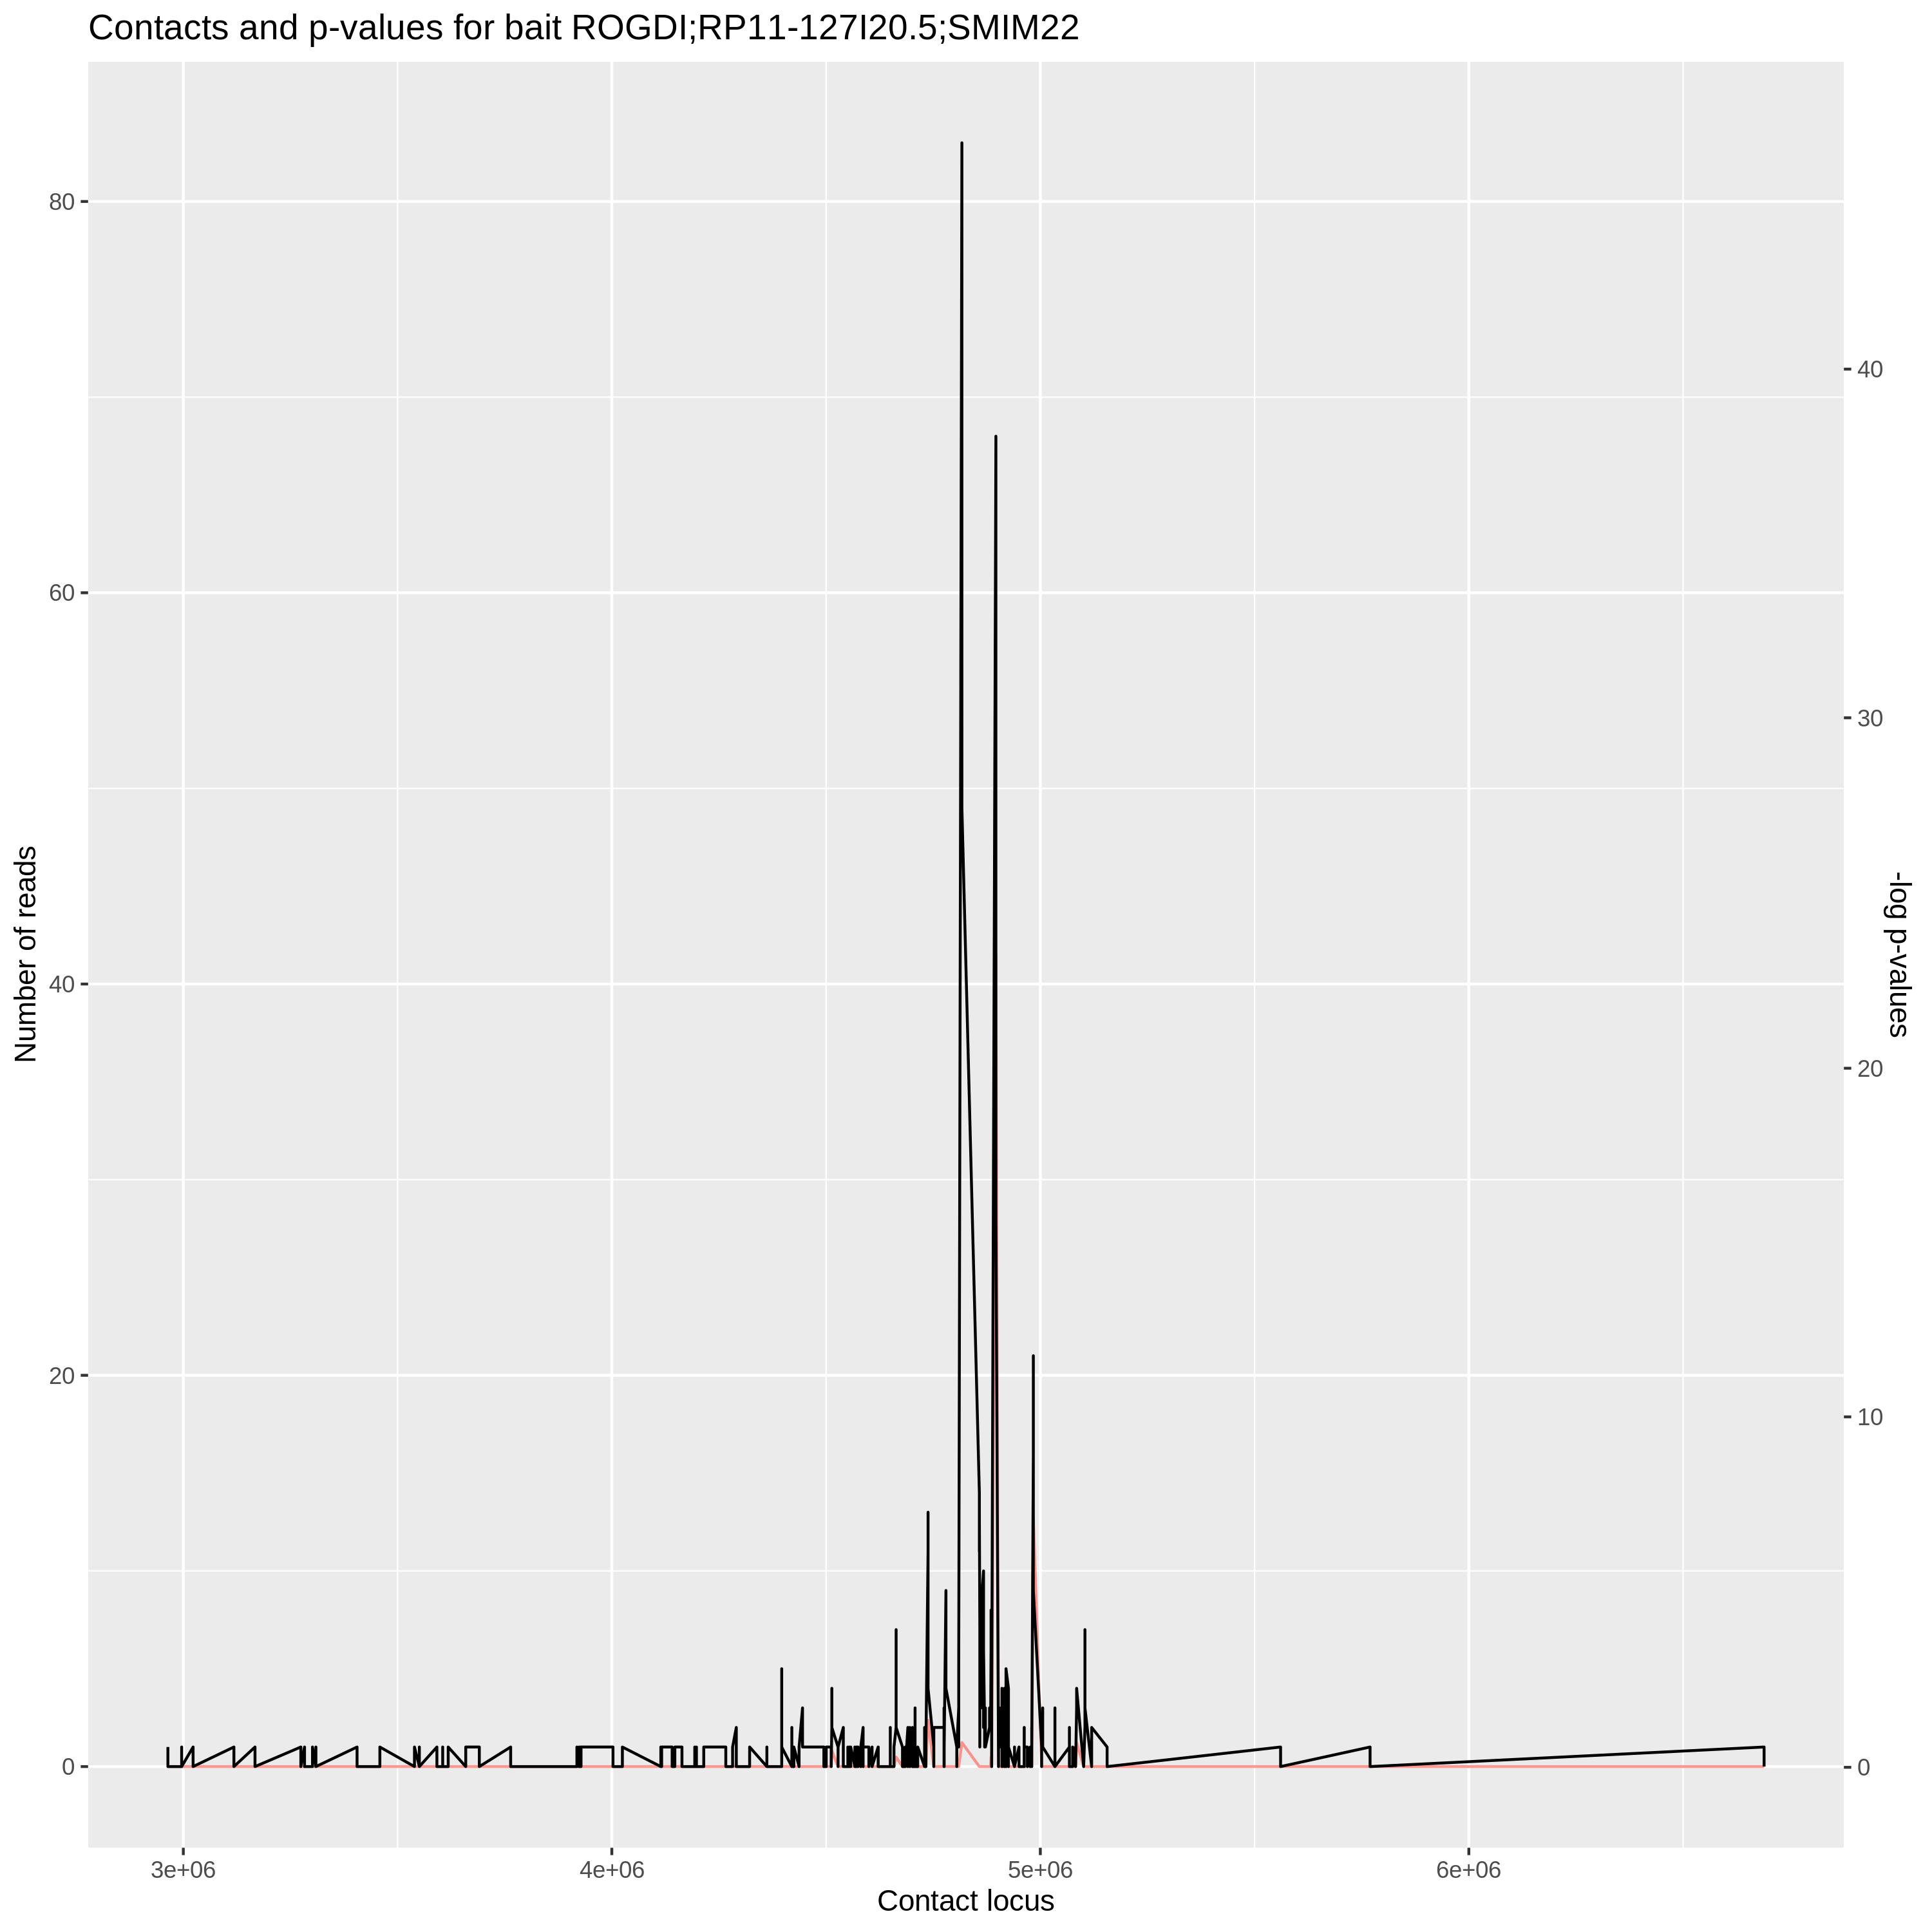 Contacts and p-values for bait ROGDI;RP11-127I20.5;SMIM22
80
60
40
20
0
Number of reads
40
30
20
10
0
-log p-values
3e+06
4e+06
5e+06
6e+06
Contact locus